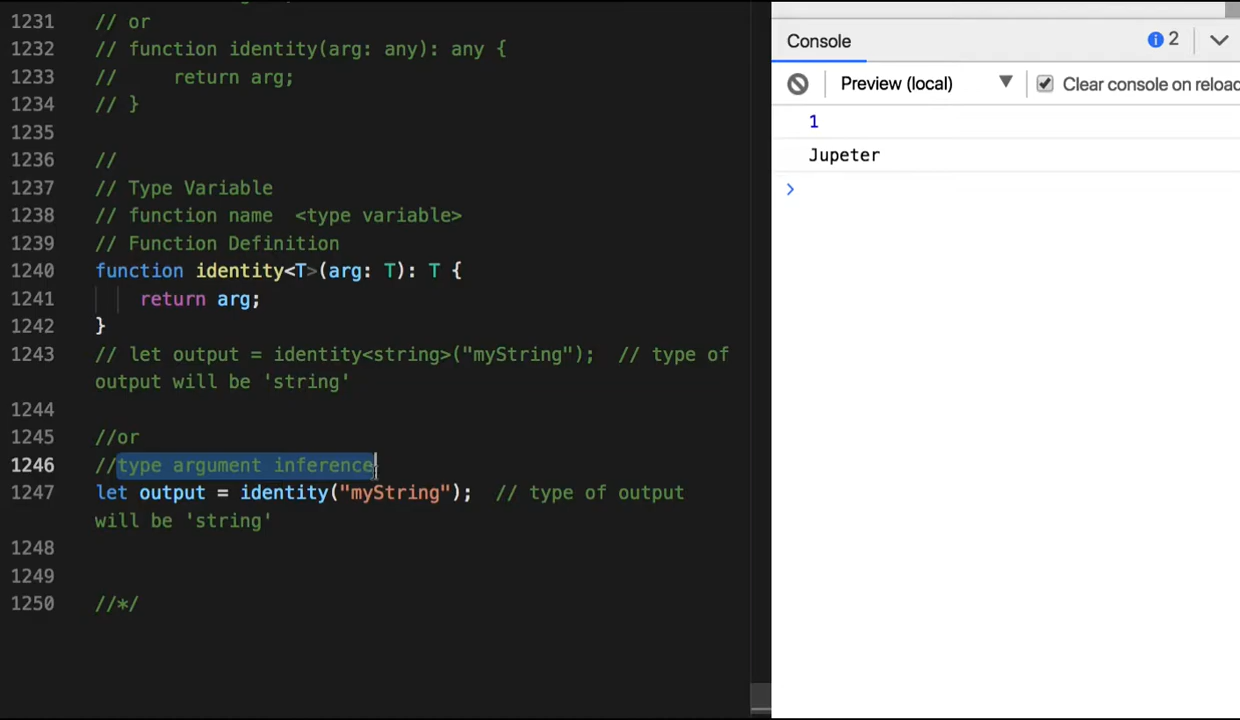 1231 // or
1232 // function identity(arg: any): any {
1233 //     return arg;
1234 // }
1235
1236 //
1237 // Type Variable
1238 // function name  <type variable>
1239 // Function Definition
1240 function identity<T>(arg: T): T {
1241     return arg;
1242 }
1243 // let output = identity<string>("myString");  // type of
output will be 'string'
1244
1245 //or
1246 //type argument inference
1247 let output = identity("myString");  // type of output
will be 'string'
1248
1249
1250 //*/
Console 2
Preview (local) Clear console on reload
1
Jupeter